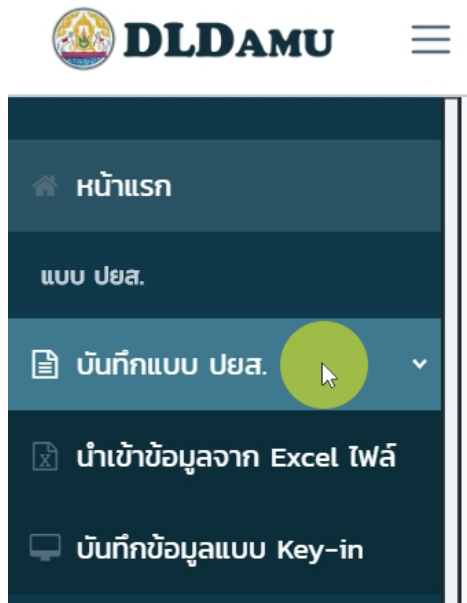 DLDAMU
หน้าแรก
แบบ ปยส.
บันทึกแบบ ปยส.
นำเข้าข้อมูลจาก Excel ไฟล์
บันทึกข้อมูลแบบ Key-in